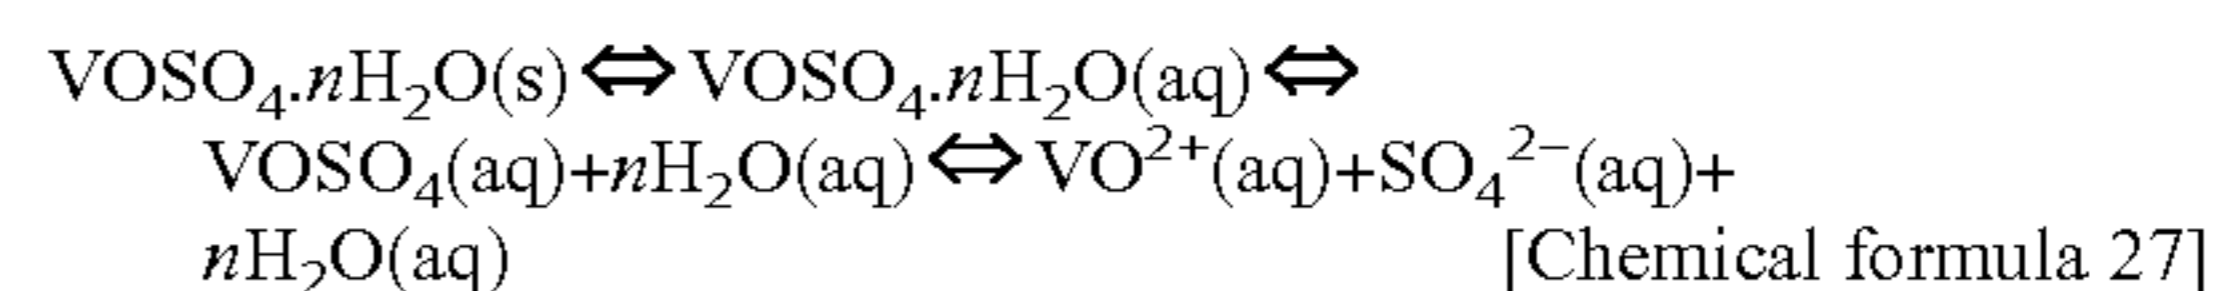 VOSO₄.nH₂O(s)⇔VOSO₄.nH₂O(aq)⇔
VOSO₄(aq)+nH₂O(aq)⇔VO²⁺(aq)+SO₄²⁻(aq)+
nH₂O(aq) [Chemical formula 27]